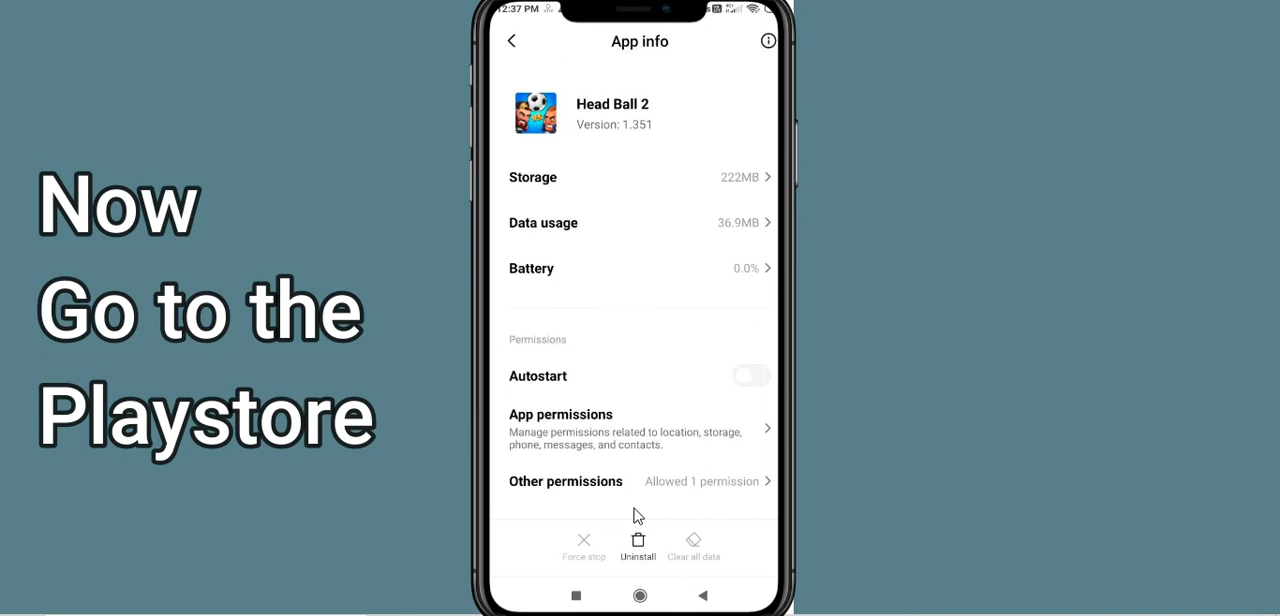 Now
Go to the
Playstore
12:37 PM
App info
Head Ball 2
Version: 1.351
Storage 222MB
Data usage 36.9MB
Battery 0.0%
Permissions
Autostart
App permissions
Manage permissions related to location, storage,
phone, messages, and contacts.
Other permissions Allowed 1 permission
Force stop Uninstall Clear all data